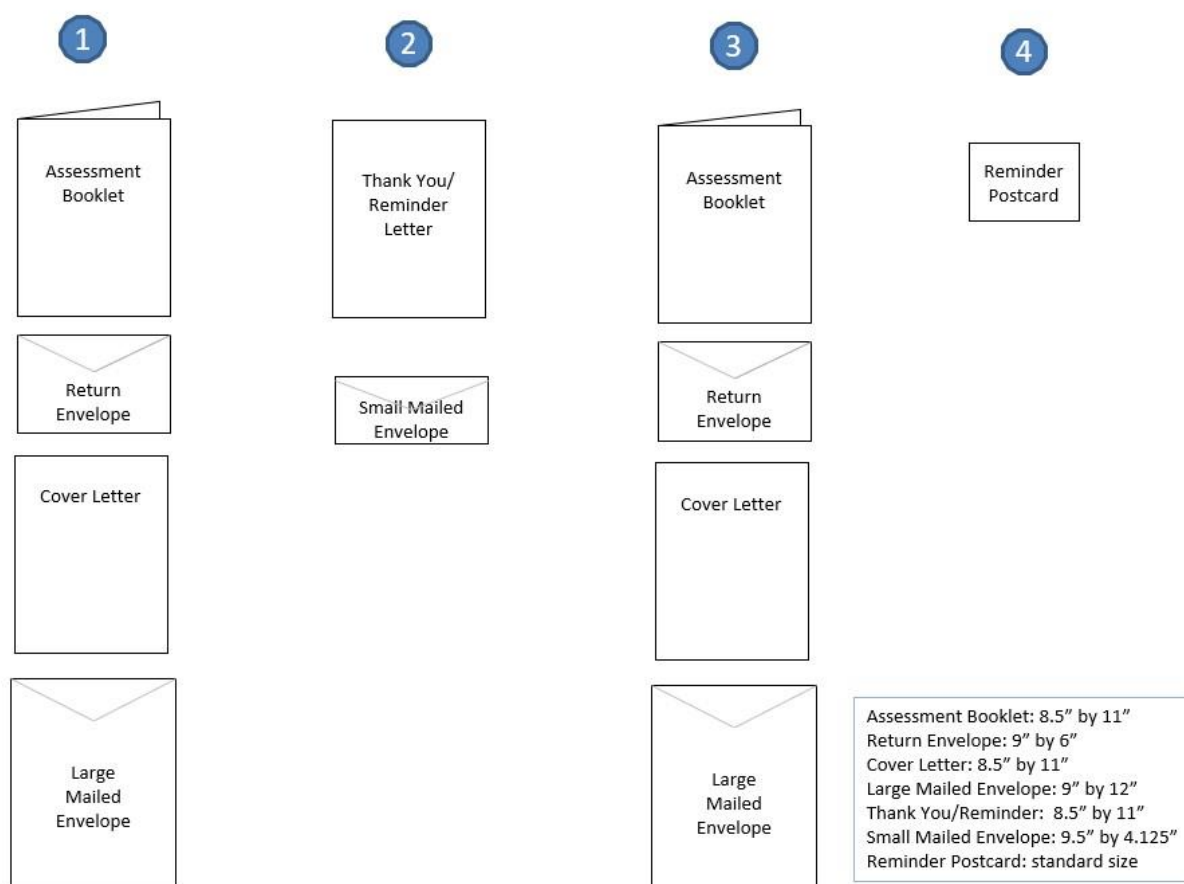 1
Assessment
Booklet
Return
Envelope
Cover Letter
Large
Mailed
Envelope
2
Thank You/
Reminder
Letter
Small Mailed
Envelope
3
Assessment
Booklet
Return
Envelope
Cover Letter
Large
Mailed
Envelope
4
Reminder
Postcard
Assessment Booklet: 8.5” by 11”
Return Envelope: 9” by 6”
Cover Letter: 8.5” by 11”
Large Mailed Envelope: 9” by 12”
Thank You/Reminder:  8.5” by 11”
Small Mailed Envelope: 9.5” by 4.125”
Reminder Postcard: standard size